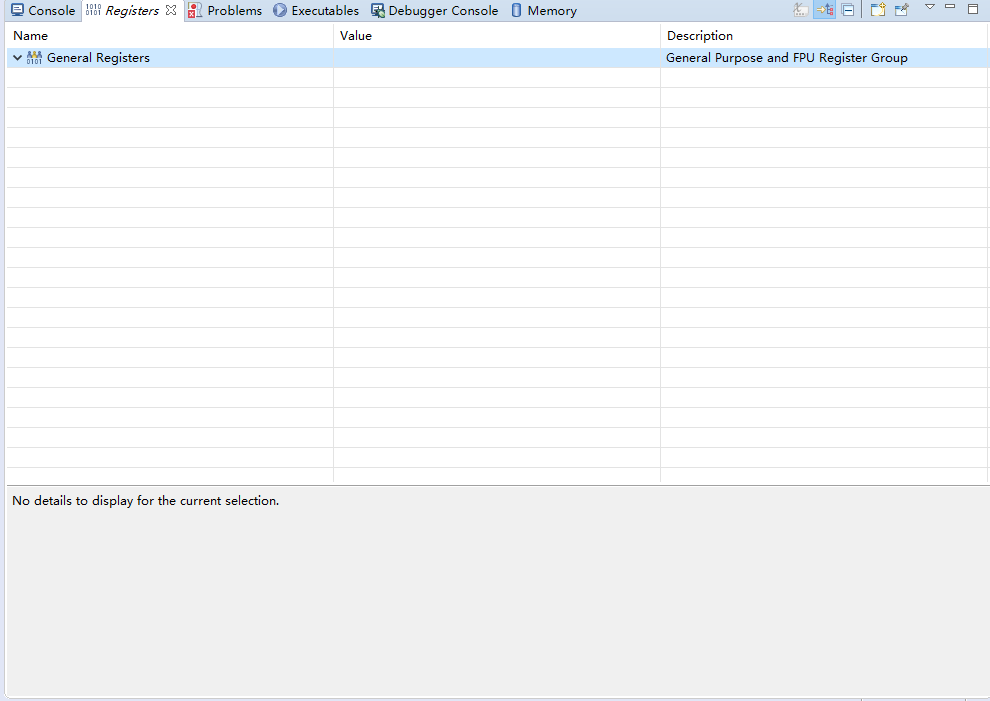 Console Registers Problems Executables Debugger Console Memory
Name Value Description
General Registers General Purpose and FPU Register Group
No details to display for the current selection.